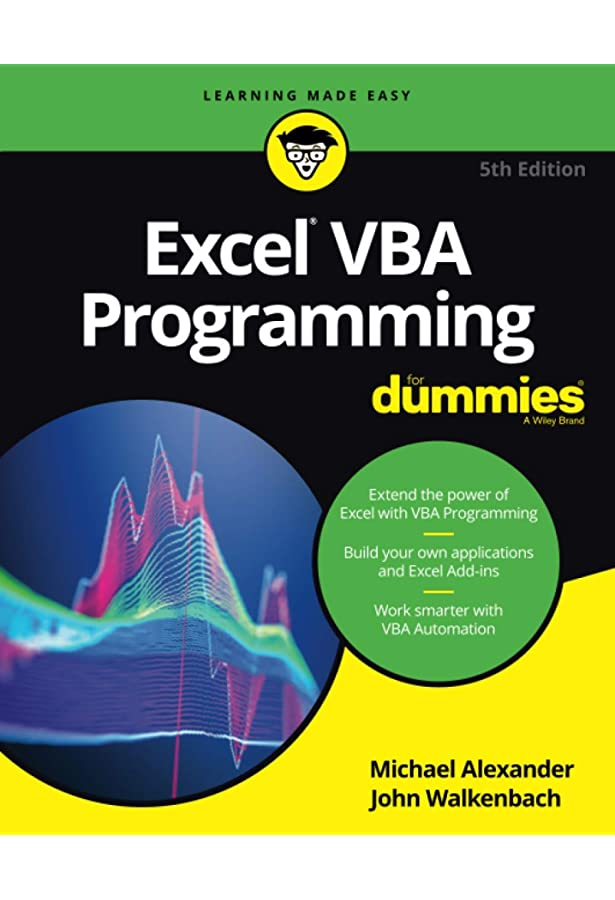 LEARNING MADE EASY
5th Edition
Excel® VBA
Programming
for
dummies®
A Wiley Brand
Extend the power of
Excel with VBA Programming
Build your own applications
and Excel Add-ins
Work smarter with
VBA Automation
Michael Alexander
John Walkenbach